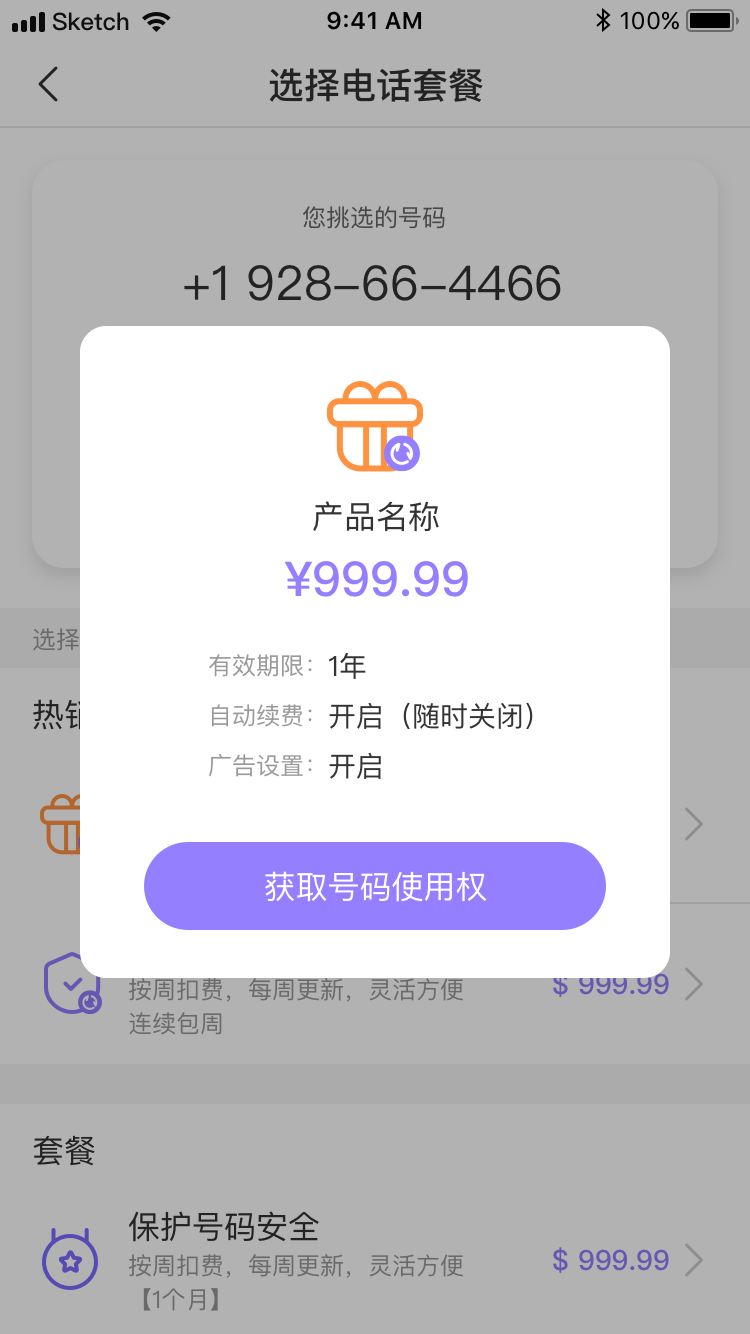 Sketch 9:41 AM 100%
选择电话套餐
您挑选的号码
+1 928-66-4466
产品名称
¥999.99
选择
有效期限： 1年
热销
自动续费： 开启（随时关闭）
广告设置： 开启
获取号码使用权
按周扣费，每周更新，灵活方便 $ 999.99
连续包周
套餐
保护号码安全
按周扣费，每周更新，灵活方便 $ 999.99
【1个月】